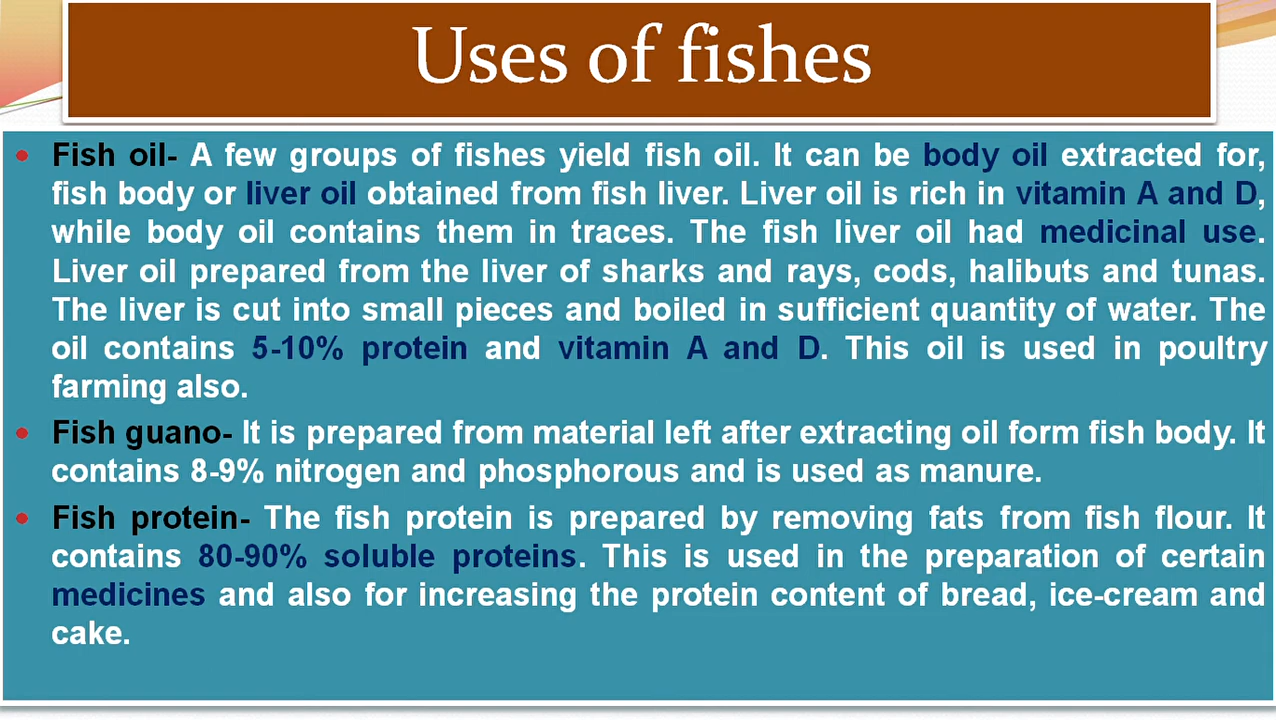 Uses of fishes
• Fish oil- A few groups of fishes yield fish oil. It can be body oil extracted for,
fish body or liver oil obtained from fish liver. Liver oil is rich in vitamin A and D,
while body oil contains them in traces. The fish liver oil had medicinal use.
Liver oil prepared from the liver of sharks and rays, cods, halibuts and tunas.
The liver is cut into small pieces and boiled in sufficient quantity of water. The
oil contains 5-10% protein and vitamin A and D. This oil is used in poultry
farming also.
• Fish guano- It is prepared from material left after extracting oil form fish body. It
contains 8-9% nitrogen and phosphorous and is used as manure.
• Fish protein- The fish protein is prepared by removing fats from fish flour. It
contains 80-90% soluble proteins. This is used in the preparation of certain
medicines and also for increasing the protein content of bread, ice-cream and
cake.